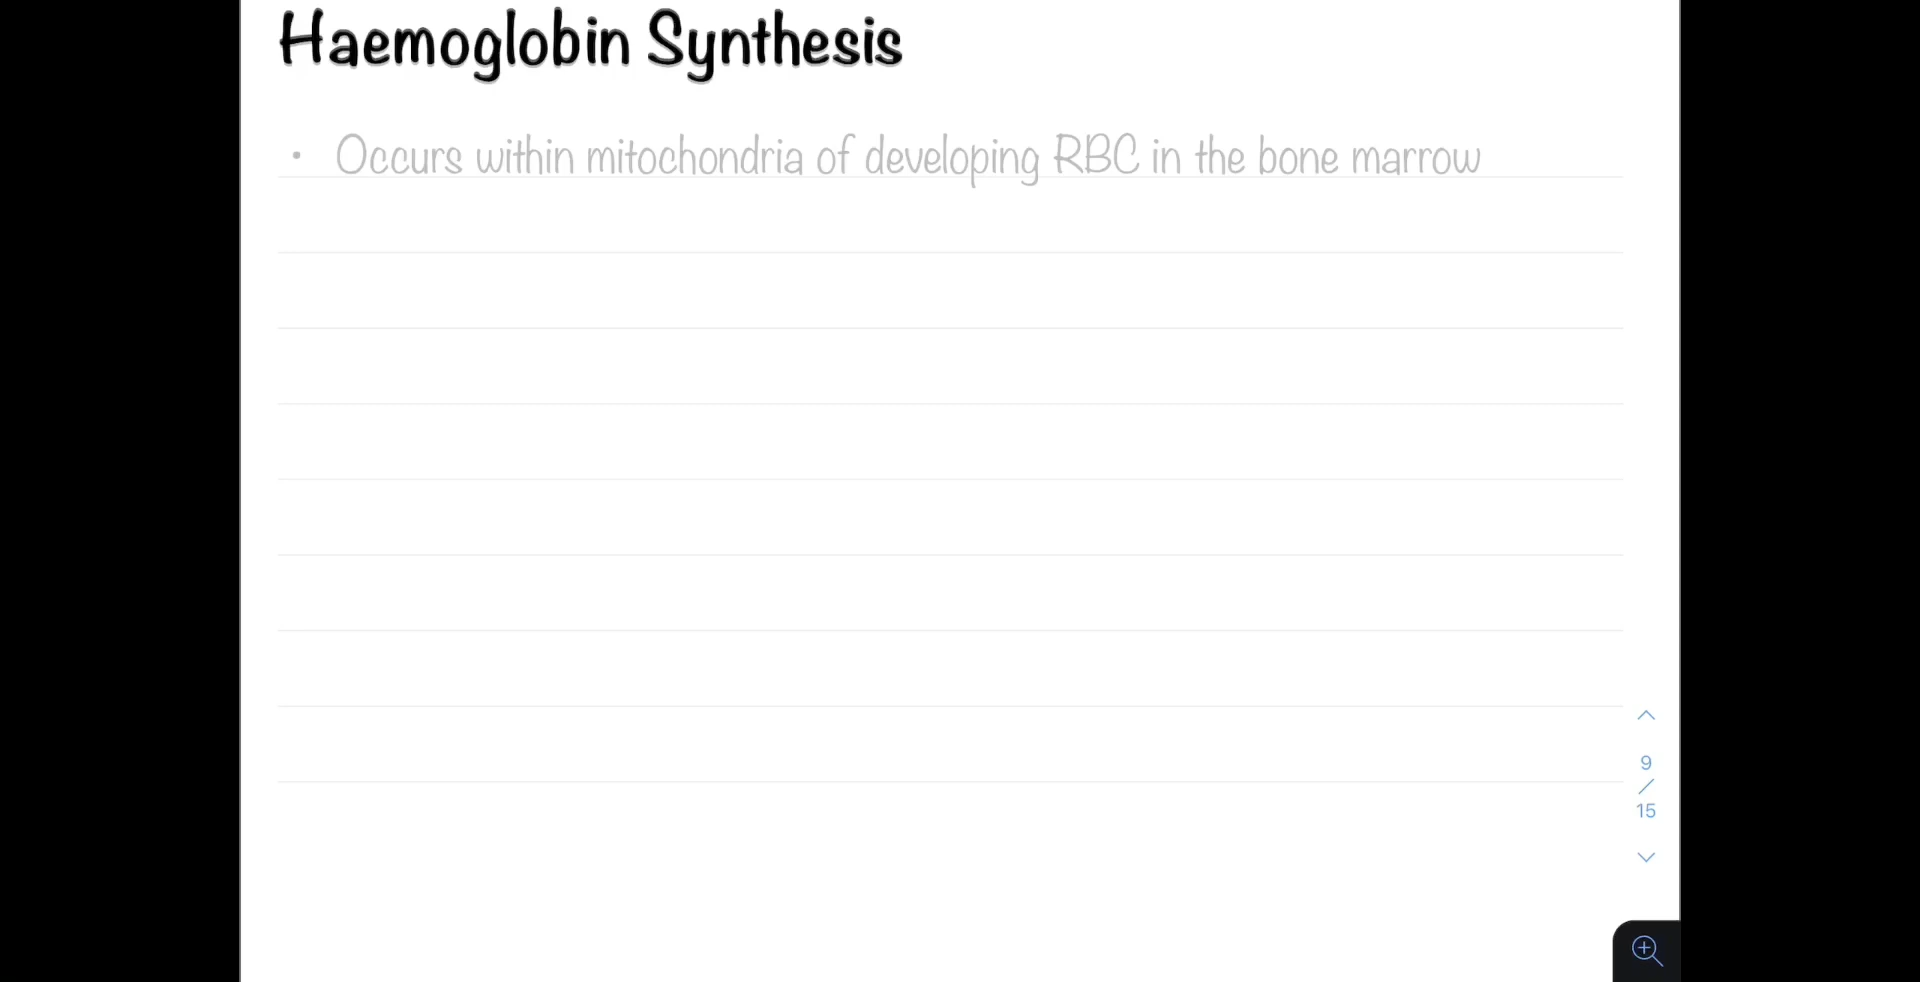 Haemoglobin Synthesis
• Occurs within mitochondria of developing RBC in the bone marrow
9
/
15